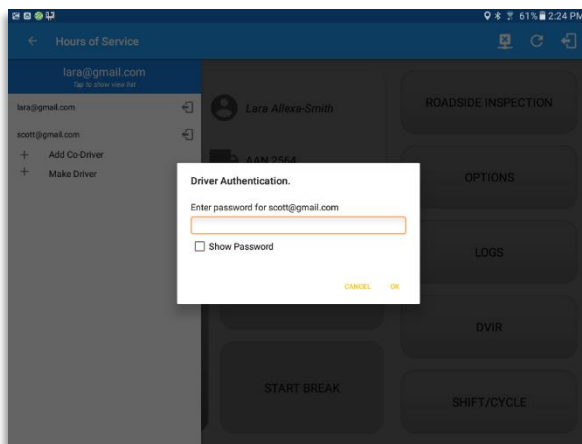 61% 2:24 PM
Hours of Service
lara@gmail.com
Tap to show view list
lara@gmail.com
scott@gmail.com
+ Add Co-Driver
+ Make Driver
Lara Allexa-Smith
AAN 2564
ROADSIDE INSPECTION
OPTIONS
LOGS
DVIR
START BREAK
SHIFT/CYCLE
Driver Authentication.
Enter password for scott@gmail.com
Show Password
CANCEL OK